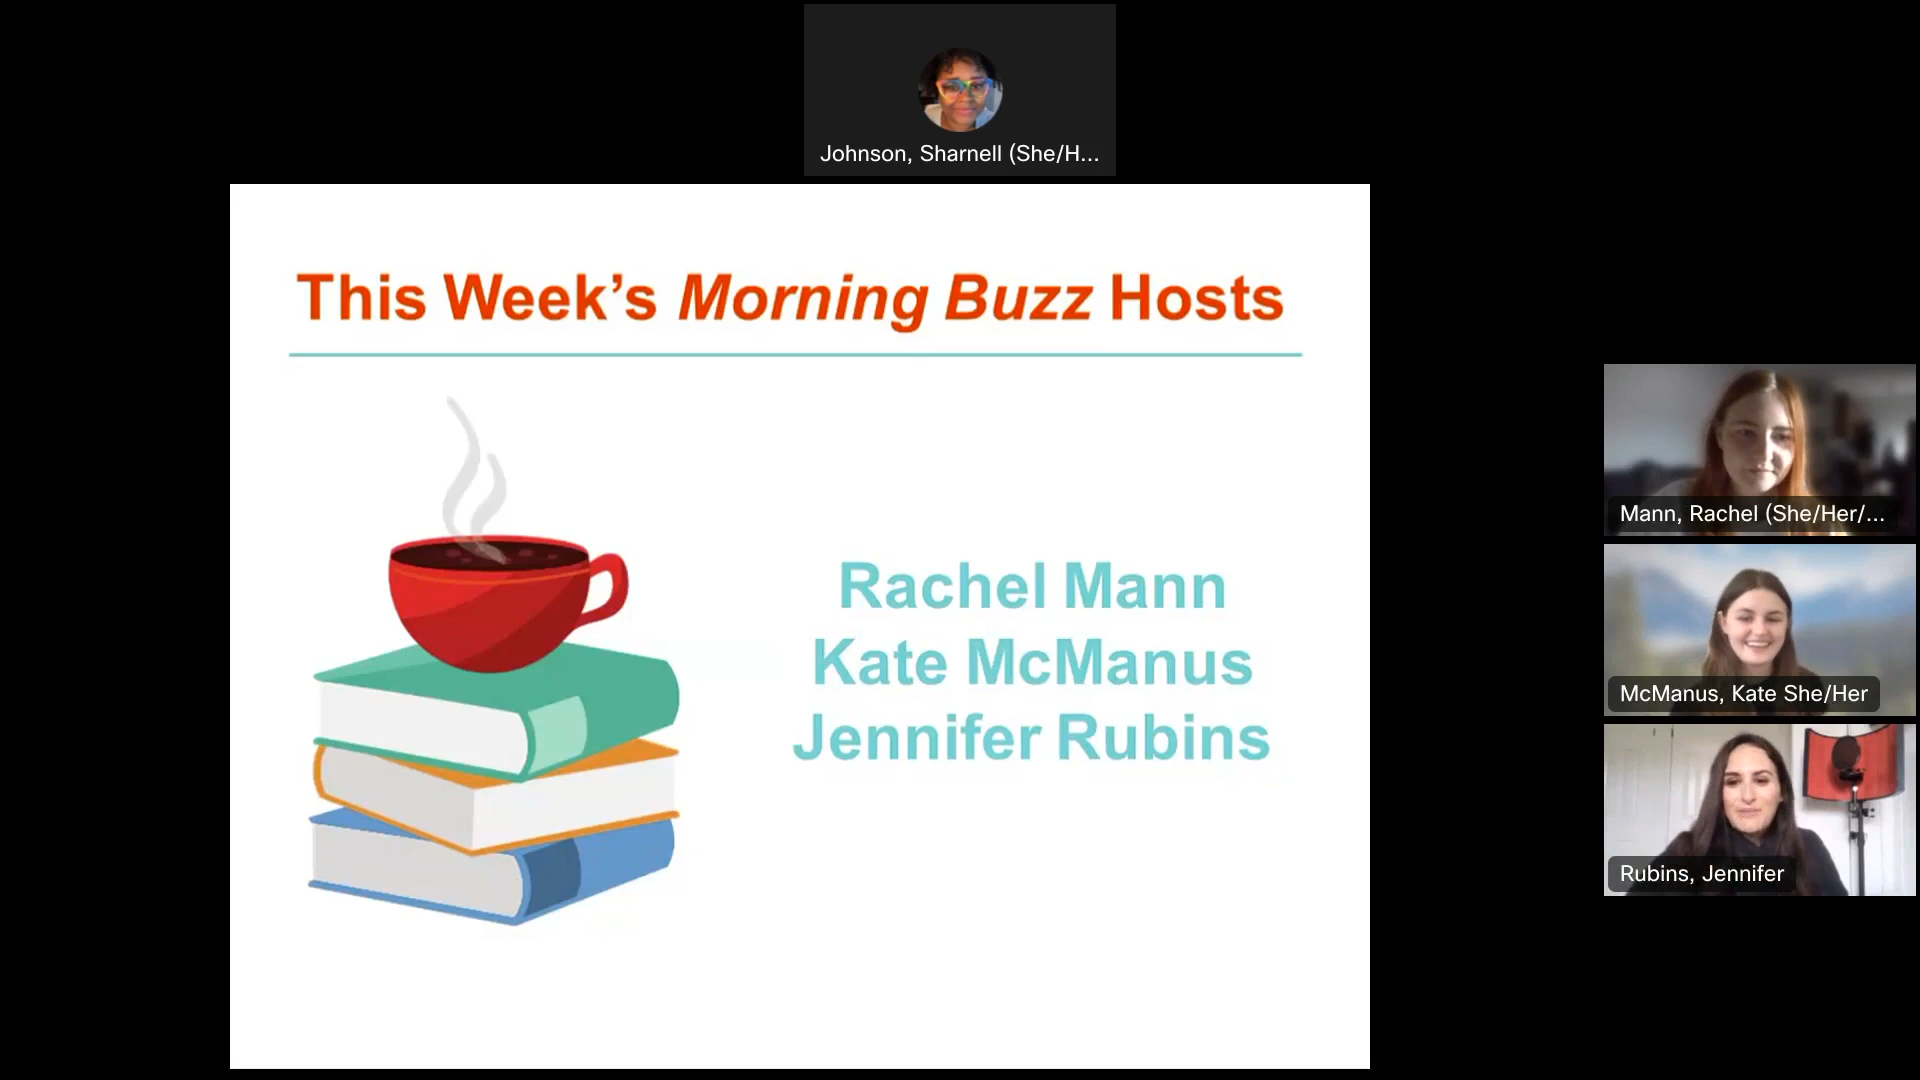 Johnson, Sharnell (She/H...
This Week’s Morning Buzz Hosts
Rachel Mann
Kate McManus
Jennifer Rubins
Mann, Rachel (She/Her/...
McManus, Kate She/Her
Rubins, Jennifer